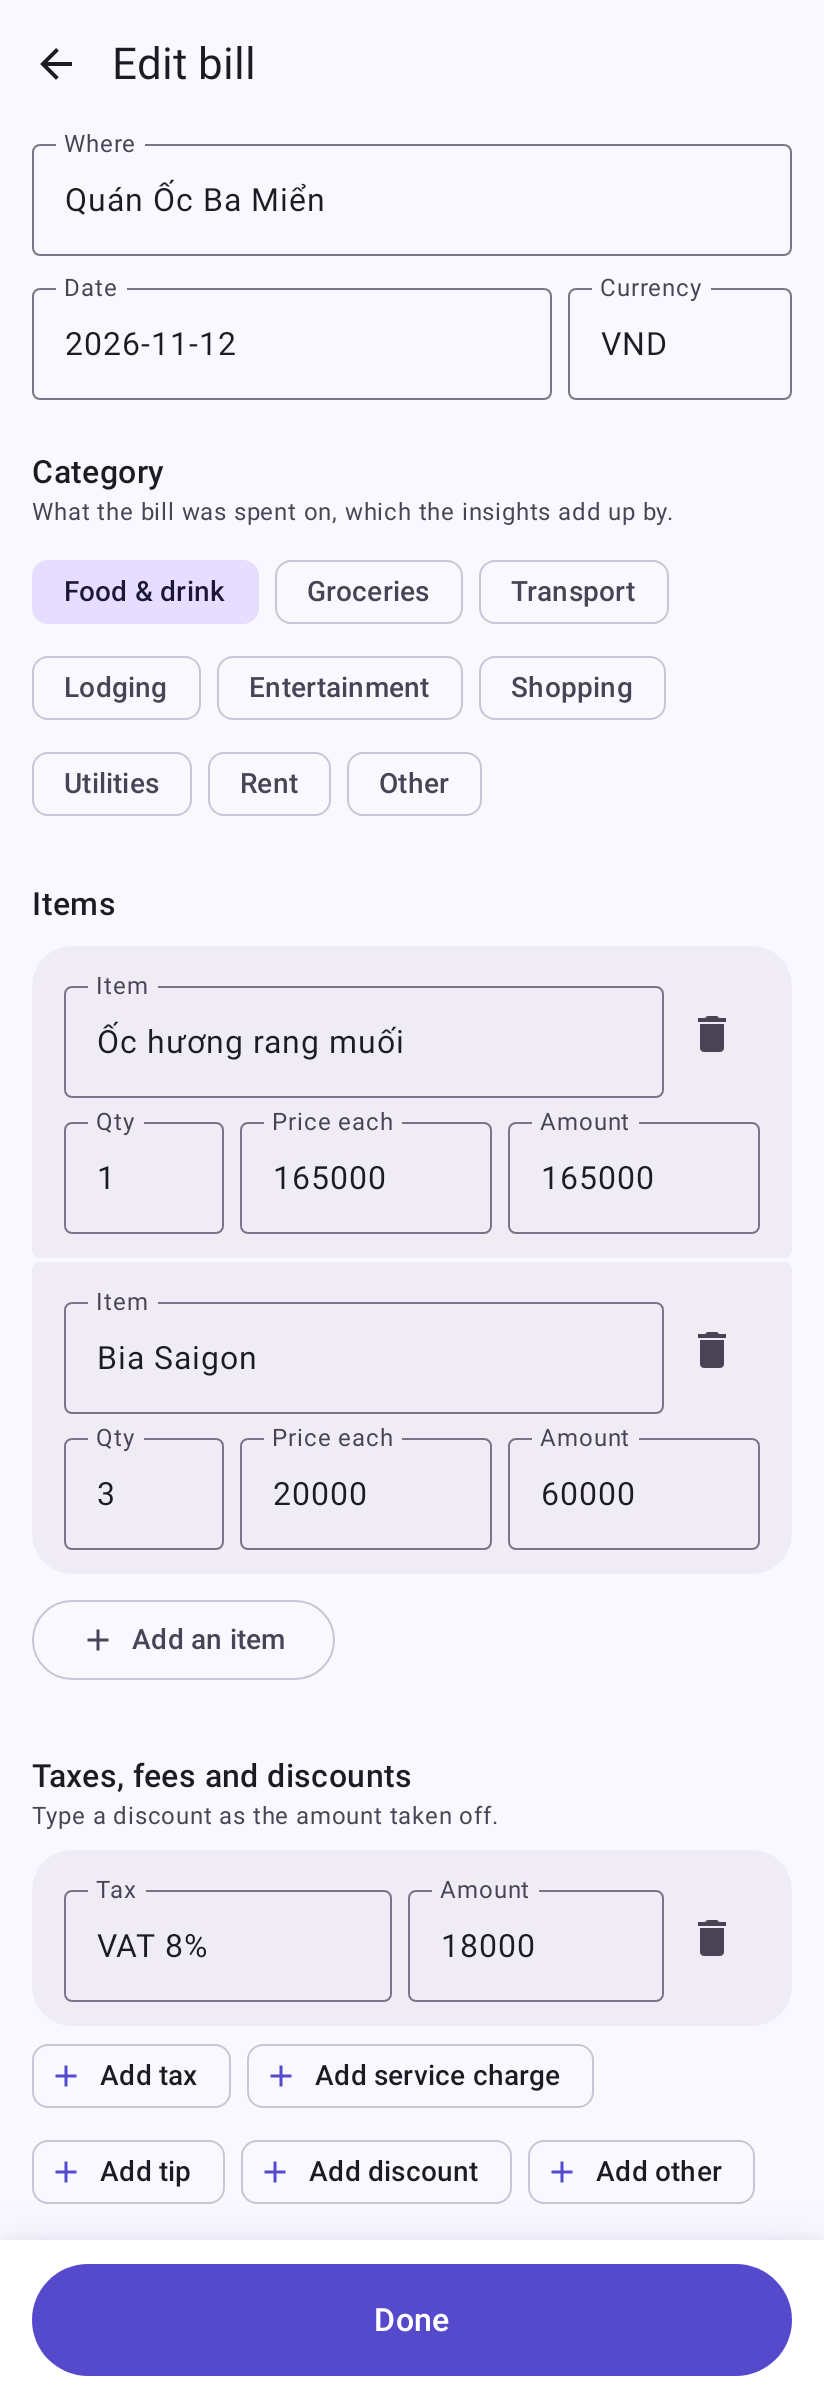 Edit bill
Where
Quán Ốc Ba Miển
Date
2026-11-12
Currency
VND
Category
What the bill was spent on, which the insights add up by.
Food & drink
Groceries
Transport
Lodging
Entertainment
Shopping
Utilities
Rent
Other
Items
Item
Ốc hương rang muối
Qty
1
Price each
165000
Amount
165000
Item
Bia Saigon
Qty
3
Price each
20000
Amount
60000
Add an item
Taxes, fees and discounts
Type a discount as the amount taken off.
Tax
VAT 8%
Amount
18000
Add tax
Add service charge
Add tip
Add discount
Add other
Done